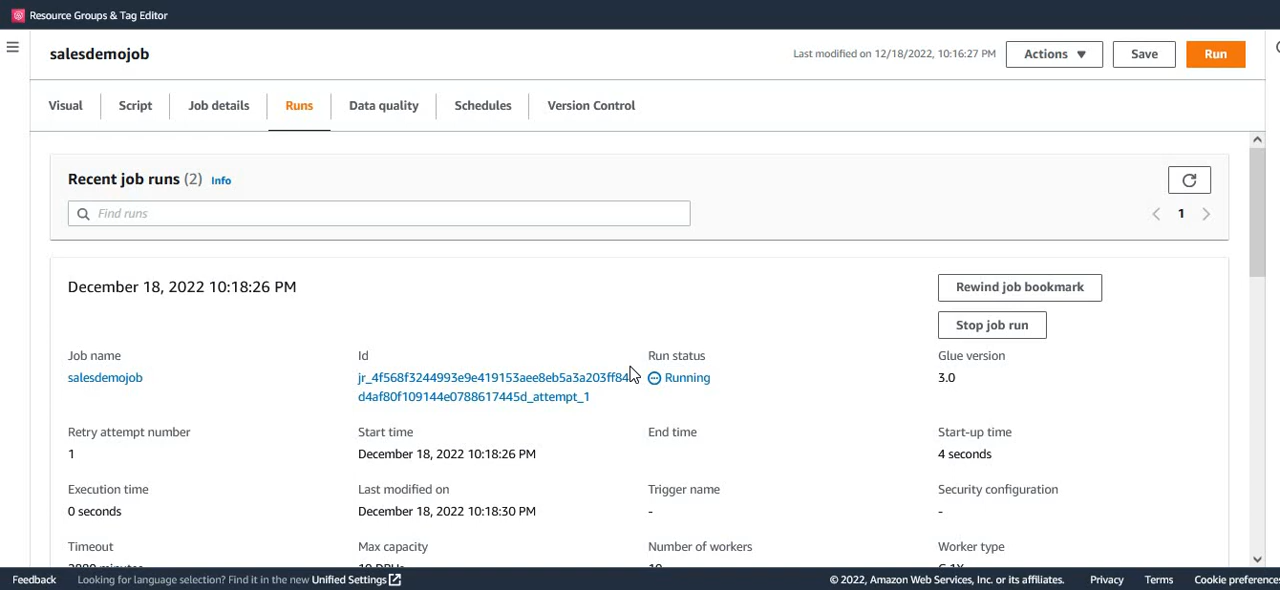 Resource Groups & Tag Editor
salesdemojob
Last modified on 12/18/2022, 10:16:27 PM
Actions ▼
Save
Run
Visual
Script
Job details
Runs
Data quality
Schedules
Version Control
Recent job runs (2) Info
Find runs
1
December 18, 2022 10:18:26 PM
Rewind job bookmark
Stop job run
Job name
Id
Run status
Glue version
salesdemojob
jr_4f568f3244993e9e419153aee8eb5a3a203ff84
d4af80f109144e0788617445d_attempt_1
Running
3.0
Retry attempt number
Start time
End time
Start-up time
1
December 18, 2022 10:18:26 PM
4 seconds
Execution time
Last modified on
Trigger name
Security configuration
0 seconds
December 18, 2022 10:18:30 PM
-
-
Timeout
Max capacity
Number of workers
Worker type
Feedback
Looking for language selection? Find it in the new Unified Settings
© 2022, Amazon Web Services, Inc. or its affiliates.
Privacy
Terms
Cookie preferences